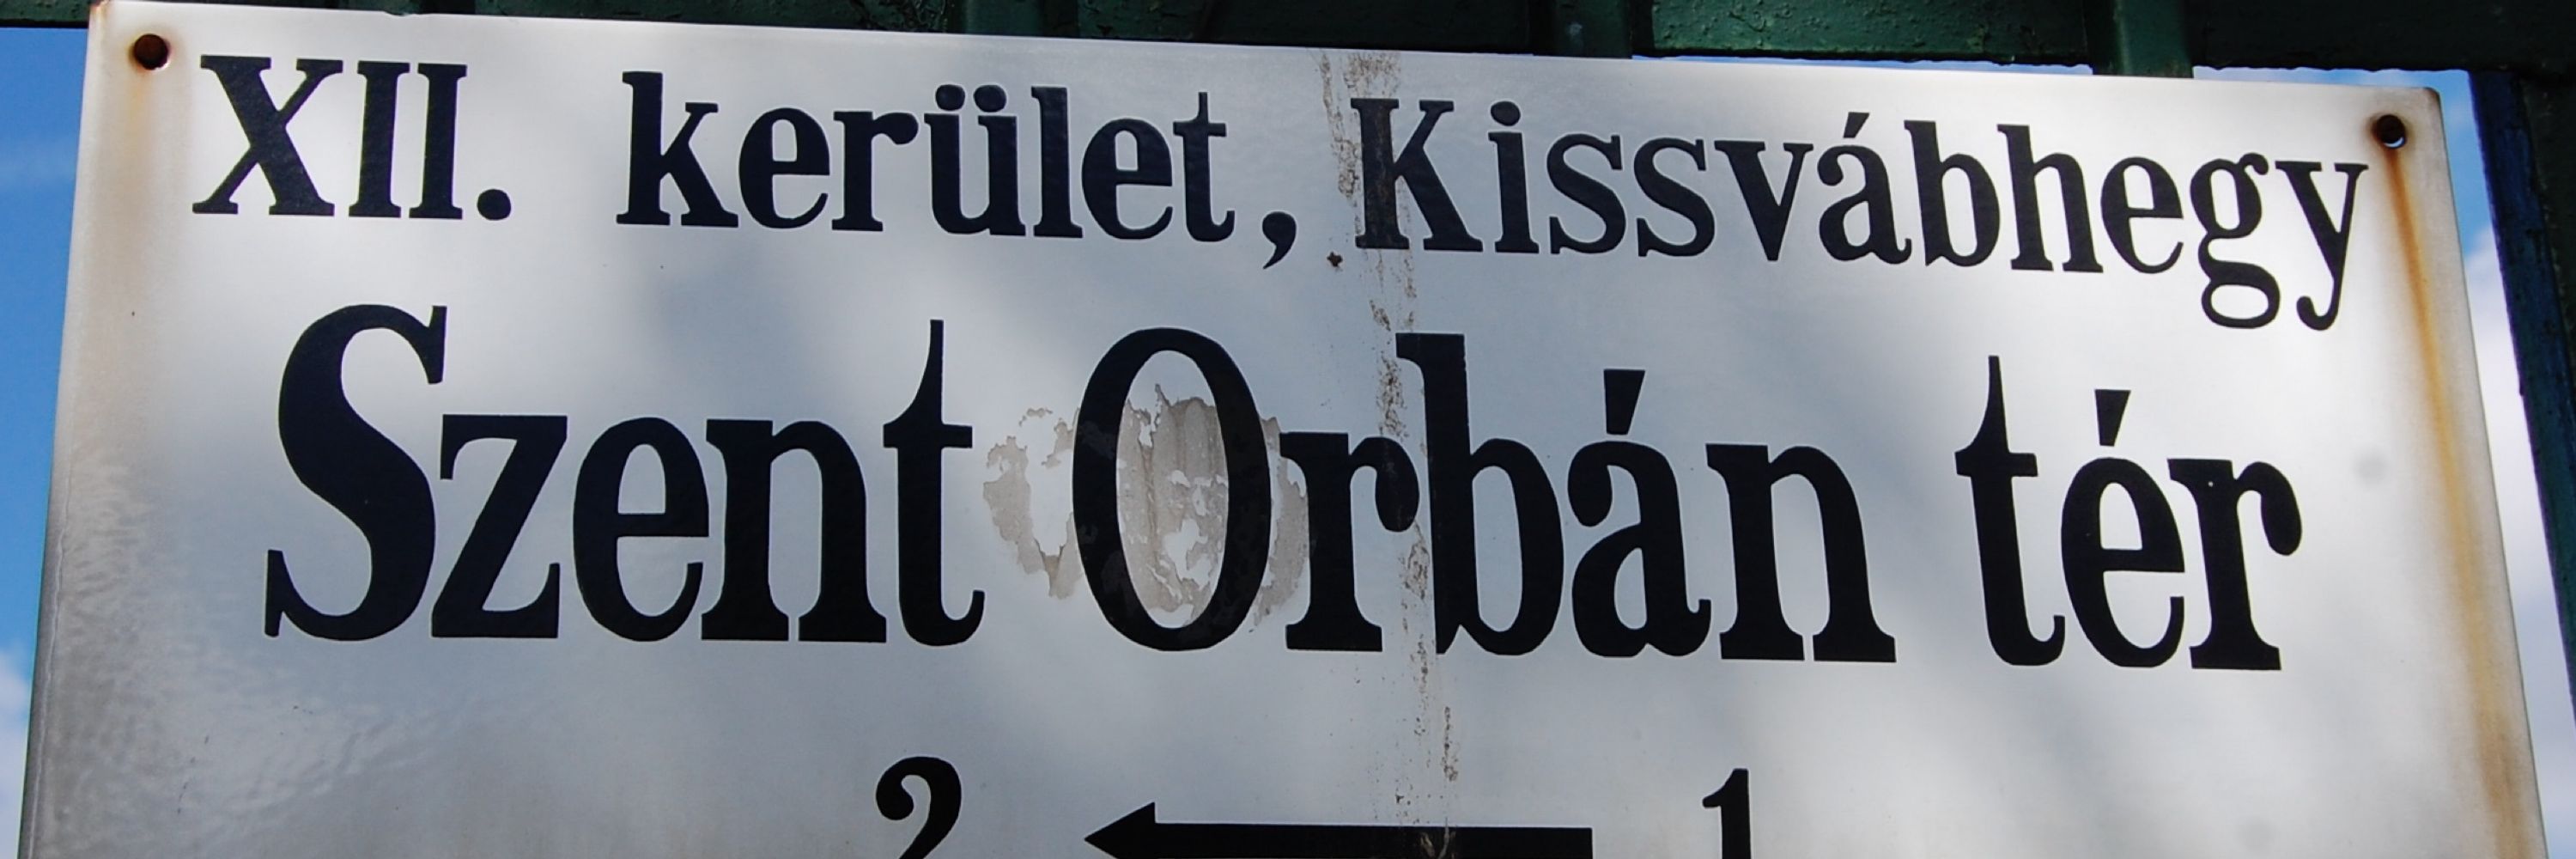 XII. kerület, Kissvábhegy
Szent Orbán tér
2 ← 1